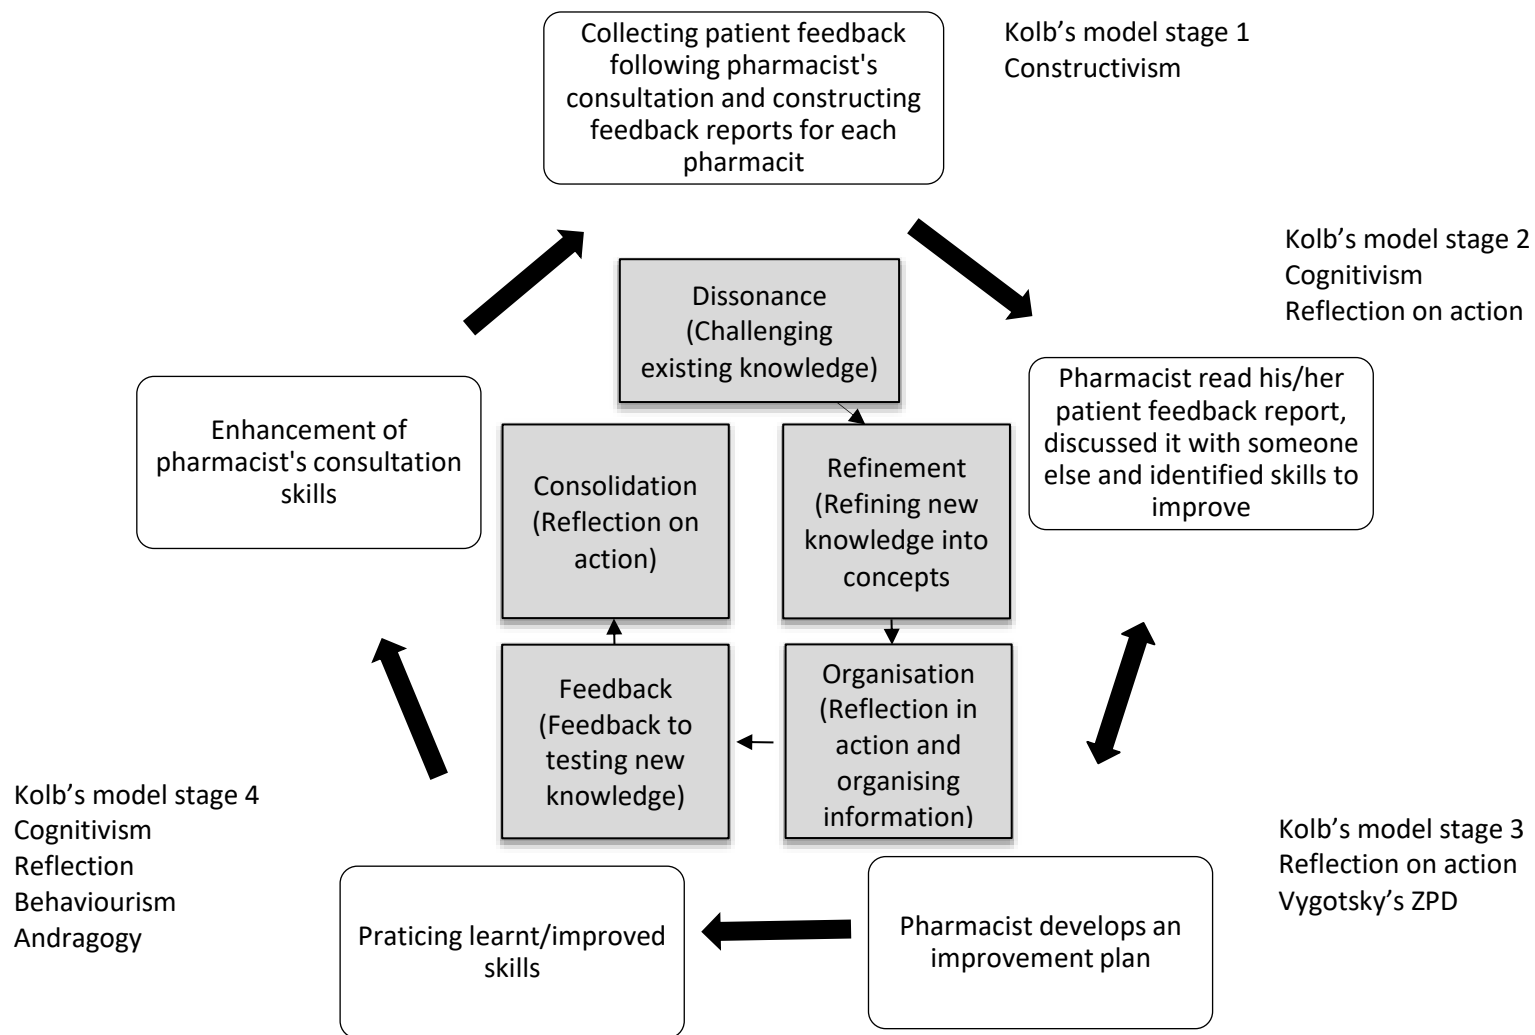 Collecting patient feedback
following pharmacist's
consultation and constructing
feedback reports for each
pharmacit
Kolb’s model stage 1
Constructivism
Kolb’s model stage 2
Cognitivism
Reflection on action
Dissonance
(Challenging
existing knowledge)
Pharmacist read his/her
patient feedback report,
discussed it with someone
else and identified skills to
improve
Enhancement of
pharmacist's consultation
skills
Consolidation
(Reflection on
action)
Refinement
(Refining new
knowledge into
concepts
Feedback
(Feedback to
testing new
knowledge)
Organisation
(Reflection in
action and
organising
information)
Kolb’s model stage 4
Cognitivism
Reflection
Behaviourism
Andragogy
Kolb’s model stage 3
Reflection on action
Vygotsky’s ZPD
Praticing learnt/improved
skills
Pharmacist develops an
improvement plan